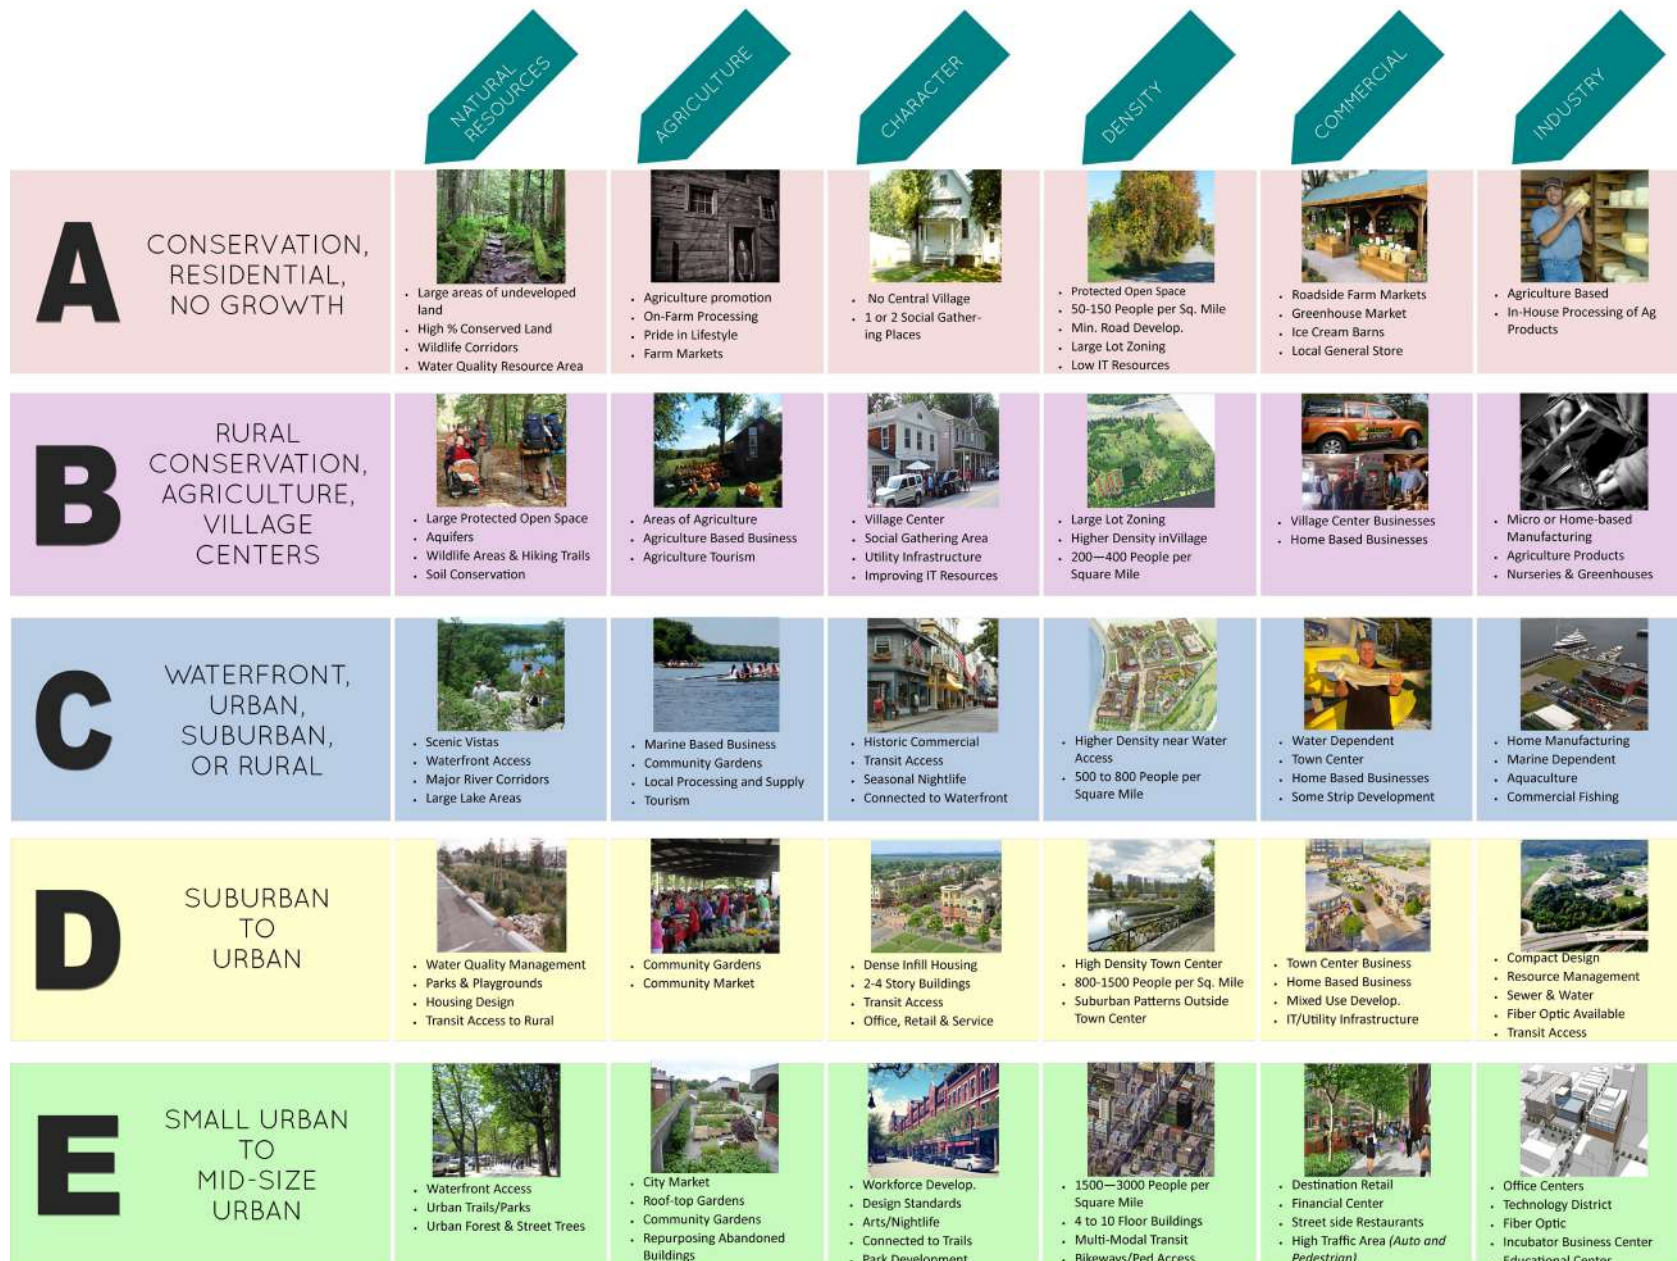 NATURAL
RESOURCES
AGRICULTURE
CHARACTER
DENSITY
COMMERCIAL
INDUSTRY
A
CONSERVATION,
RESIDENTIAL,
NO GROWTH
• Large areas of undeveloped
land
• High % Conserved Land
• Wildlife Corridors
• Water Quality Resource Area
• Agriculture promotion
• On-Farm Processing
• Pride in Lifestyle
• Farm Markets
• No Central Village
• 1 or 2 Social Gather-
ing Places
• Protected Open Space
• 50-150 People per Sq. Mile
• Min. Road Develop.
• Large Lot Zoning
• Low IT Resources
• Roadside Farm Markets
• Greenhouse Market
• Ice Cream Barns
• Local General Store
• Agriculture Based
• In-House Processing of Ag
Products
B
RURAL
CONSERVATION,
AGRICULTURE,
VILLAGE
CENTERS
• Large Protected Open Space
• Aquifers
• Wildlife Areas & Hiking Trails
• Soil Conservation
• Areas of Agriculture
• Agriculture Based Business
• Agriculture Tourism
• Village Center
• Social Gathering Area
• Utility Infrastructure
• Improving IT Resources
• Large Lot Zoning
• Higher Density inVillage
• 200—400 People per
Square Mile
• Village Center Businesses
• Home Based Businesses
• Micro or Home-based
Manufacturing
• Agriculture Products
• Nurseries & Greenhouses
C
WATERFRONT,
URBAN,
SUBURBAN,
OR RURAL
• Scenic Vistas
• Waterfront Access
• Major River Corridors
• Large Lake Areas
• Marine Based Business
• Community Gardens
• Local Processing and Supply
• Tourism
• Historic Commercial
• Transit Access
• Seasonal Nightlife
• Connected to Waterfront
• Higher Density near Water
Access
• 500 to 800 People per
Square Mile
• Water Dependent
• Town Center
• Home Based Businesses
• Some Strip Development
• Home Manufacturing
• Marine Dependent
• Aquaculture
• Commercial Fishing
D
SUBURBAN
TO
URBAN
• Water Quality Management
• Parks & Playgrounds
• Housing Design
• Transit Access to Rural
• Community Gardens
• Community Market
• Dense Infill Housing
• 2-4 Story Buildings
• Transit Access
• Office, Retail & Service
• High Density Town Center
• 800-1500 People per Sq. Mile
• Suburban Patterns Outside
Town Center
• Town Center Business
• Home Based Business
• Mixed Use Develop.
• IT/Utility Infrastructure
• Compact Design
• Resource Management
• Sewer & Water
• Fiber Optic Available
• Transit Access
E
SMALL URBAN
TO
MID-SIZE
URBAN
• Waterfront Access
• Urban Trails/Parks
• Urban Forest & Street Trees
• City Market
• Roof-top Gardens
• Community Gardens
• Repurposing Abandoned
Buildings
• Workforce Develop.
• Design Standards
• Arts/Nightlife
• Connected to Trails
• Park Development
• 1500—3000 People per
Square Mile
• 4 to 10 Floor Buildings
• Multi-Modal Transit
• Bikeways/Ped Access
• Destination Retail
• Financial Center
• Street side Restaurants
• High Traffic Area (Auto and
Pedestrian)
• Office Centers
• Technology District
• Fiber Optic
• Incubator Business Center
• Educational Center